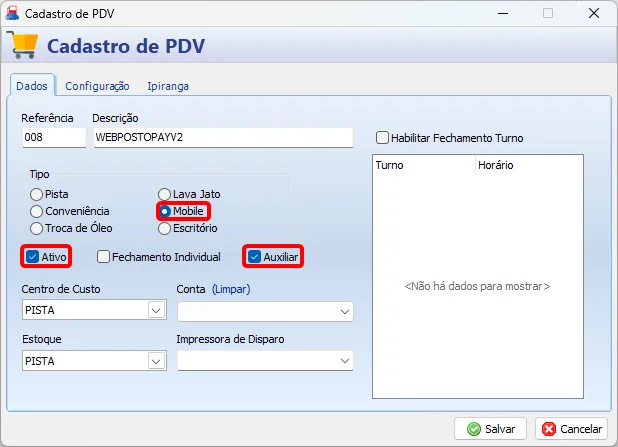 Cadastro de PDV
Cadastro de PDV
Dados Configuração Ipiranga
Referência Descrição
008 WEBPOSTOPAYV2
Habilitar Fechamento Turno
Turno Horário
Tipo
Pista Lava Jato
Conveniência Mobile
Troca de Óleo Escritório
Ativo Fechamento Individual Auxiliar
<Não há dados para mostrar>
Centro de Custo Conta (Limpar)
PISTA
Estoque Impressora de Disparo
PISTA
Salvar Cancelar